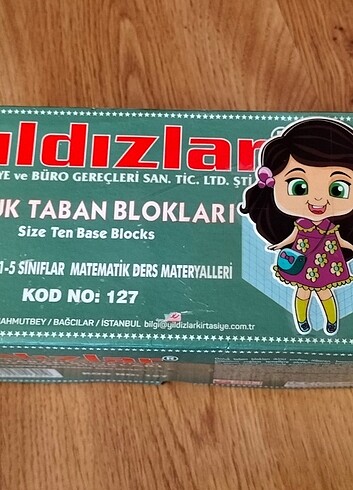 ıldızlar®
YE ve BÜRO GEREÇLERİ SAN. TİC. LTD. ŞTİ
UK TABAN BLOKLARI
Size Ten Base Blocks
1-5 SINIFLAR MATEMATİK DERS MATERYALLERİ
KOD NO: 127
AHMUTBEY / BAĞCILAR / İSTANBUL bilgi@yildizlarkirtasiye.com.tr